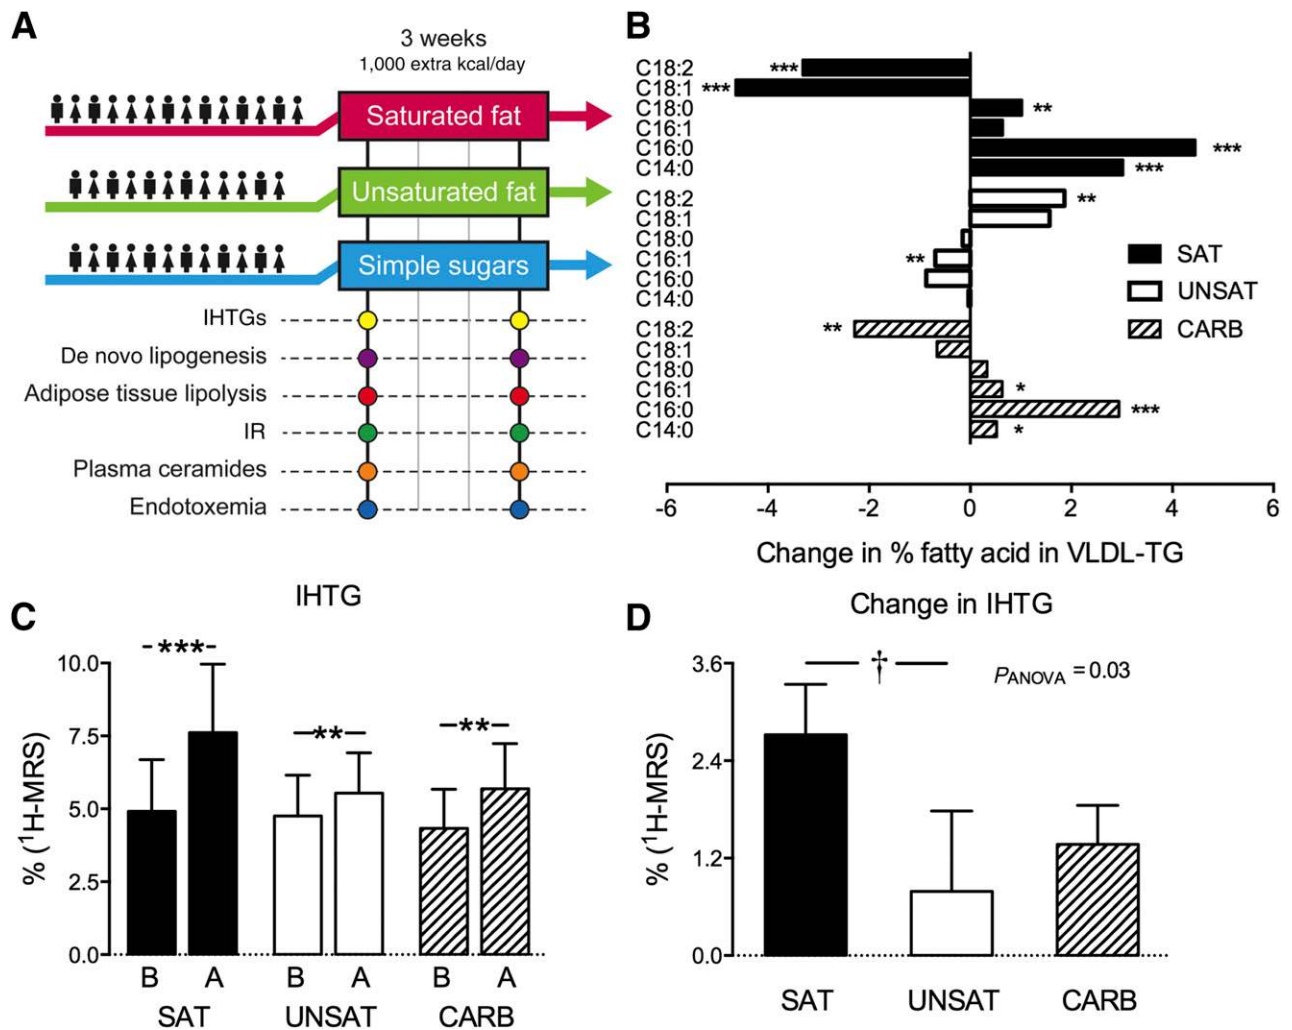 A
3 weeks
1,000 extra kcal/day
Saturated fat
Unsaturated fat
Simple sugars
IHTGs
De novo lipogenesis
Adipose tissue lipolysis
IR
Plasma ceramides
Endotoxemia
B
C18:2 ***
C18:1 ***
C18:0 **
C16:1
C16:0 ***
C14:0 ***
C18:2 **
C18:1
C18:0
C16:1 **
C16:0
C14:0
C18:2 **
C18:1
C18:0
C16:1 *
C16:0 ***
C14:0 *
SAT
UNSAT
CARB
-6 -4 -2 0 2 4 6
Change in % fatty acid in VLDL-TG
C
IHTG
% (¹H-MRS)
10.0
7.5
5.0
2.5
0.0
***
**
**
B A B A B A
SAT UNSAT CARB
D
Change in IHTG
% (¹H-MRS)
3.6
2.4
1.2
0.0
†
PANOVA = 0.03
SAT UNSAT CARB